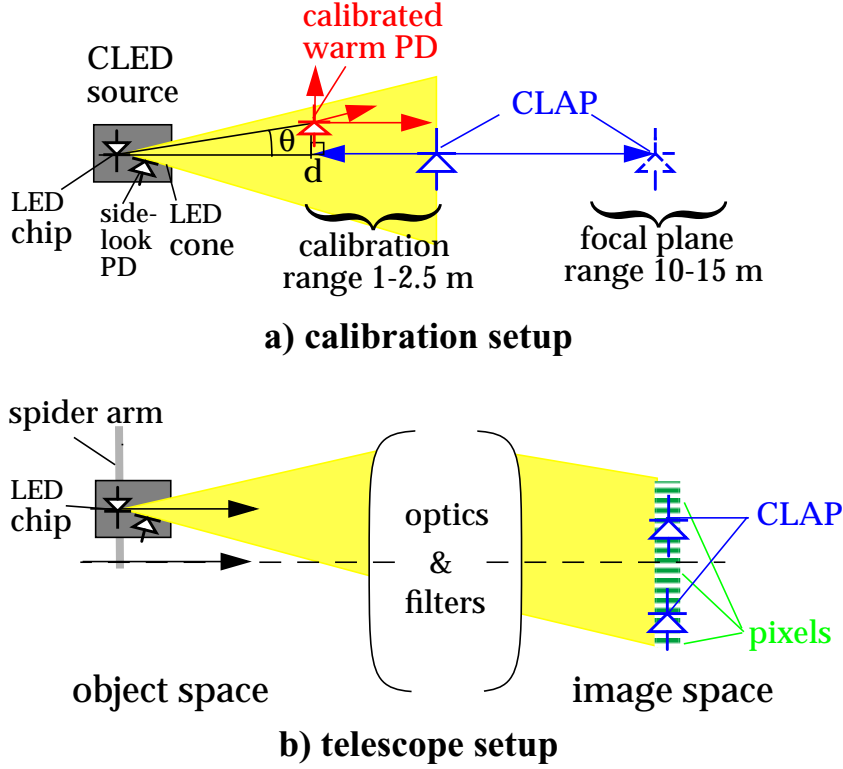 calibrated
warm PD
CLED
source
CLAP
θ
d
LED
chip
side-
look
PD
LED
cone
calibration
range 1-2.5 m
focal plane
range 10-15 m
a) calibration setup
spider arm
LED
chip
optics
&
filters
CLAP
pixels
object space
image space
b) telescope setup